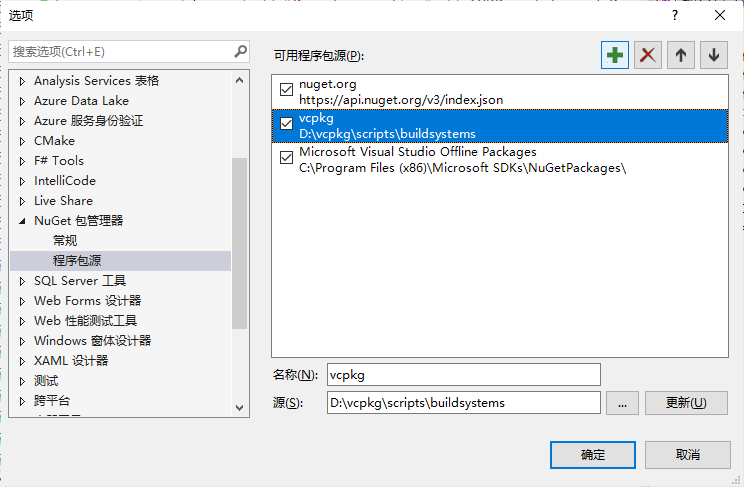 选项
?
搜索选项(Ctrl+E)
Analysis Services 表格
Azure Data Lake
Azure 服务身份验证
CMake
F# Tools
IntelliCode
Live Share
NuGet 包管理器
常规
程序包源
SQL Server 工具
Web Forms 设计器
Web 性能测试工具
Windows 窗体设计器
XAML 设计器
测试
跨平台
可用程序包源(P):
nuget.org
https://api.nuget.org/v3/index.json
vcpkg
D:\vcpkg\scripts\buildsystems
Microsoft Visual Studio Offline Packages
C:\Program Files (x86)\Microsoft SDKs\NuGetPackages\
名称(N): vcpkg
源(S): D:\vcpkg\scripts\buildsystems ... 更新(U)
确定 取消